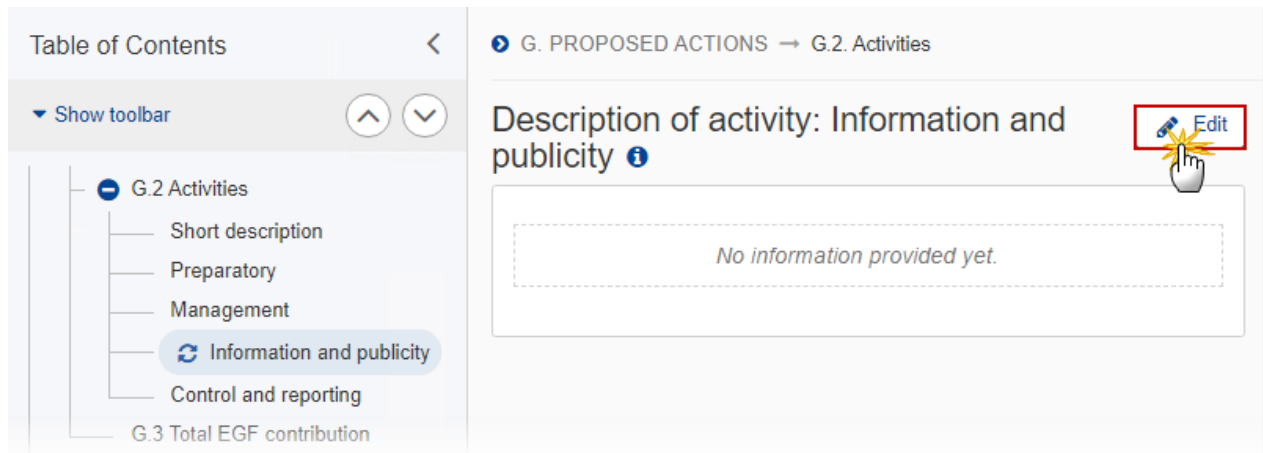 Table of Contents
Show toolbar
G.2 Activities
Short description
Preparatory
Management
Information and publicity
Control and reporting
G.3 Total EGF contribution
G. PROPOSED ACTIONS → G.2. Activities
Description of activity: Information and
publicity
Edit
No information provided yet.